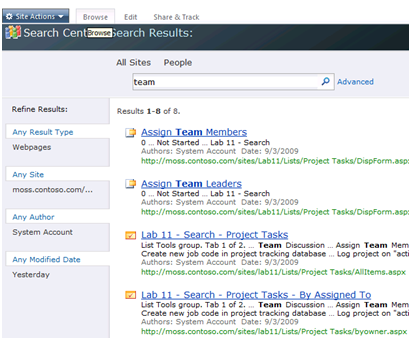 Site Actions Browse Edit Share & Track
Search Cent Browse Search Results:
All Sites People
team
Advanced
Refine Results:
Any Result Type
Webpages
Any Site
moss.contoso.com/...
Any Author
System Account
Any Modified Date
Yesterday
Results 1-8 of 8.
Assign Team Members
0 ... Not Started ... Lab 11 - Search
Authors: System Account Date: 9/3/2009
http://moss.contoso.com/sites/Lab11/Lists/Project Tasks/DispForm.asp
Assign Team Leaders
0 ... Not Started ... Lab 11 - Search
Authors: System Account Date: 9/3/2009
http://moss.contoso.com/sites/Lab11/Lists/Project Tasks/DispForm.asp
Lab 11 - Search - Project Tasks
List Tools group. Tab 1 of 2. ... Team Discussion ... Assign Team Mem
Create new job code in project tracking database ... Log project on "acti
Authors: System Account Date: 9/3/2009
http://moss.contoso.com/sites/lab11/Lists/Project Tasks/AllItems.aspx
Lab 11 - Search - Project Tasks - By Assigned To
List Tools group. Tab 1 of 2. ... Team Discussion ... Assign Team Mem
Create new job code in project tracking database ... Log project on "acti
Authors: System Account Date: 9/3/2009
http://moss.contoso.com/sites/Lab11/Lists/Project Tasks/byowner.aspx